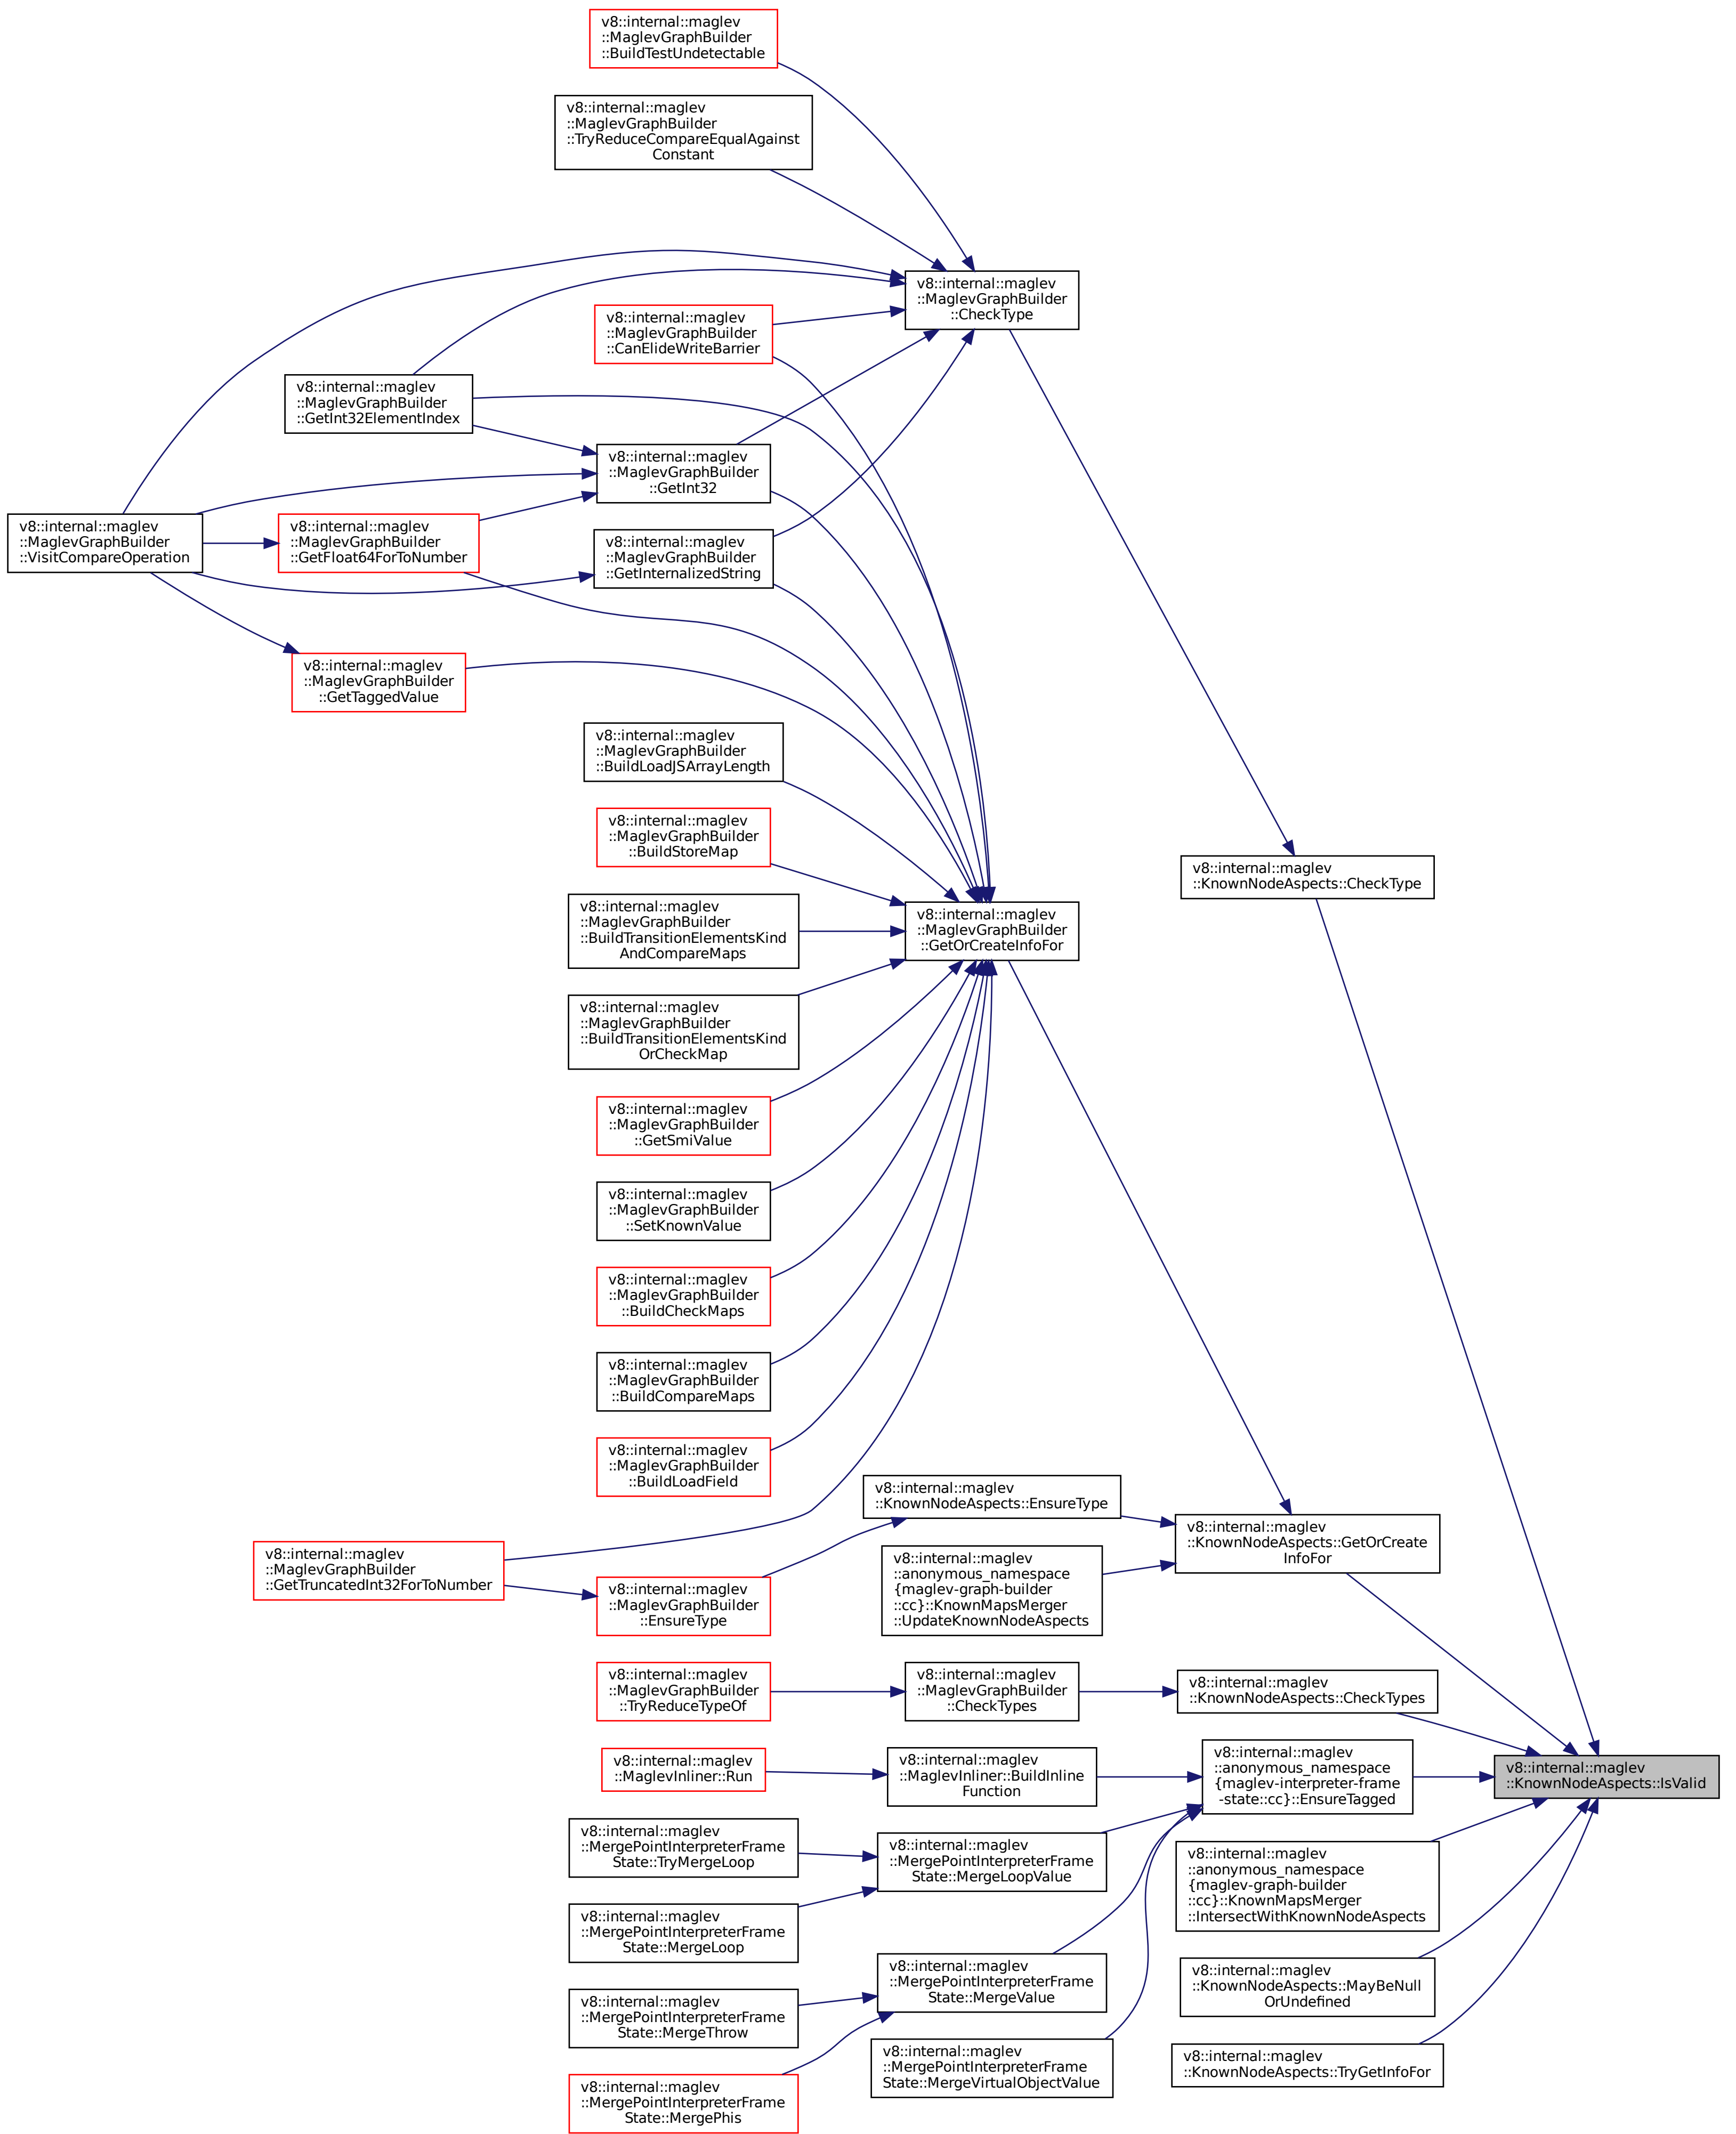 v8::internal::maglev
::MaglevGraphBuilder
::BuildTestUndetectable
v8::internal::maglev
::MaglevGraphBuilder
::TryReduceCompareEqualAgainst
Constant
v8::internal::maglev
::MaglevGraphBuilder
::CheckType
v8::internal::maglev
::MaglevGraphBuilder
::CanElideWriteBarrier
v8::internal::maglev
::MaglevGraphBuilder
::GetInt32ElementIndex
v8::internal::maglev
::MaglevGraphBuilder
::GetInt32
v8::internal::maglev
::MaglevGraphBuilder
::VisitCompareOperation
v8::internal::maglev
::MaglevGraphBuilder
::GetFloat64ForToNumber
v8::internal::maglev
::MaglevGraphBuilder
::GetInternalizedString
v8::internal::maglev
::MaglevGraphBuilder
::GetTaggedValue
v8::internal::maglev
::MaglevGraphBuilder
::BuildLoadJSArrayLength
v8::internal::maglev
::MaglevGraphBuilder
::BuildStoreMap
v8::internal::maglev
::KnownNodeAspects::CheckType
v8::internal::maglev
::MaglevGraphBuilder
::BuildTransitionElementsKind
AndCompareMaps
v8::internal::maglev
::MaglevGraphBuilder
::GetOrCreateInfoFor
v8::internal::maglev
::MaglevGraphBuilder
::BuildTransitionElementsKind
OrCheckMap
v8::internal::maglev
::MaglevGraphBuilder
::GetSmiValue
v8::internal::maglev
::MaglevGraphBuilder
::SetKnownValue
v8::internal::maglev
::MaglevGraphBuilder
::BuildCheckMaps
v8::internal::maglev
::MaglevGraphBuilder
::BuildCompareMaps
v8::internal::maglev
::MaglevGraphBuilder
::BuildLoadField
v8::internal::maglev
::KnownNodeAspects::EnsureType
v8::internal::maglev
::KnownNodeAspects::GetOrCreate
InfoFor
v8::internal::maglev
::MaglevGraphBuilder
::GetTruncatedInt32ForToNumber
v8::internal::maglev
::MaglevGraphBuilder
::EnsureType
v8::internal::maglev
::anonymous_namespace
{maglev-graph-builder
::cc}::KnownMapsMerger
::UpdateKnownNodeAspects
v8::internal::maglev
::MaglevGraphBuilder
::TryReduceTypeOf
v8::internal::maglev
::MaglevGraphBuilder
::CheckTypes
v8::internal::maglev
::KnownNodeAspects::CheckTypes
v8::internal::maglev
::MaglevInliner::Run
v8::internal::maglev
::MaglevInliner::BuildInline
Function
v8::internal::maglev
::anonymous_namespace
{maglev-interpreter-frame
-state::cc}::EnsureTagged
v8::internal::maglev
::KnownNodeAspects::IsValid
v8::internal::maglev
::MergePointInterpreterFrame
State::TryMergeLoop
v8::internal::maglev
::MergePointInterpreterFrame
State::MergeLoopValue
v8::internal::maglev
::anonymous_namespace
{maglev-graph-builder
::cc}::KnownMapsMerger
::IntersectWithKnownNodeAspects
v8::internal::maglev
::MergePointInterpreterFrame
State::MergeLoop
v8::internal::maglev
::MergePointInterpreterFrame
State::MergeValue
v8::internal::maglev
::KnownNodeAspects::MayBeNull
OrUndefined
v8::internal::maglev
::MergePointInterpreterFrame
State::MergeThrow
v8::internal::maglev
::MergePointInterpreterFrame
State::MergeVirtualObjectValue
v8::internal::maglev
::KnownNodeAspects::TryGetInfoFor
v8::internal::maglev
::MergePointInterpreterFrame
State::MergePhis